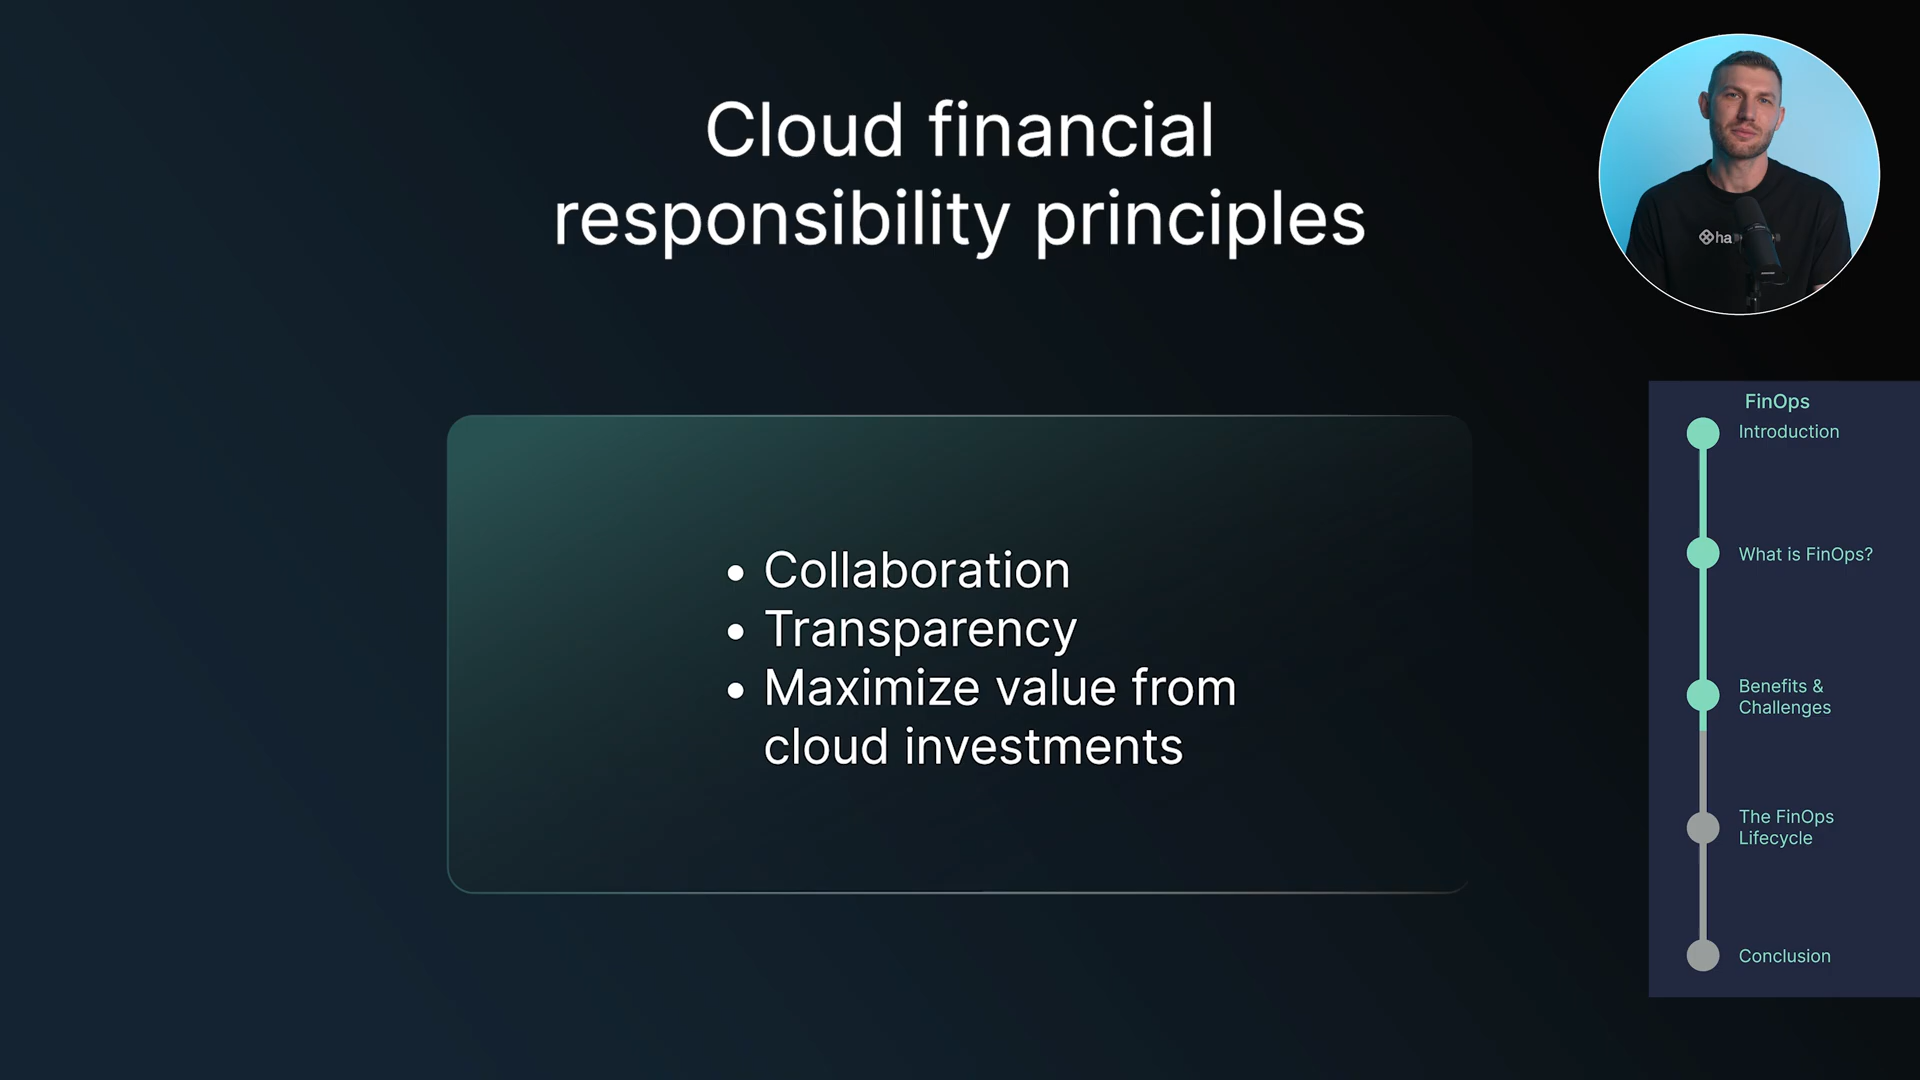 Cloud financial
responsibility principles
• Collaboration
• Transparency
• Maximize value from
cloud investments
ha
FinOps
Introduction
What is FinOps?
Benefits &
Challenges
The FinOps
Lifecycle
Conclusion